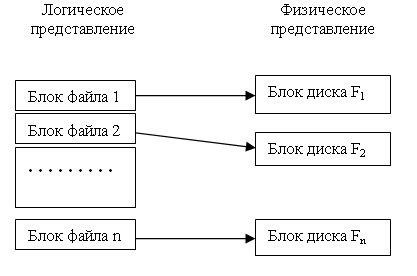 Логическое
представление
Физическое
представление
Блок файла 1
Блок диска F₁
Блок файла 2
Блок диска F₂
.........
Блок файла n
Блок диска Fₙ